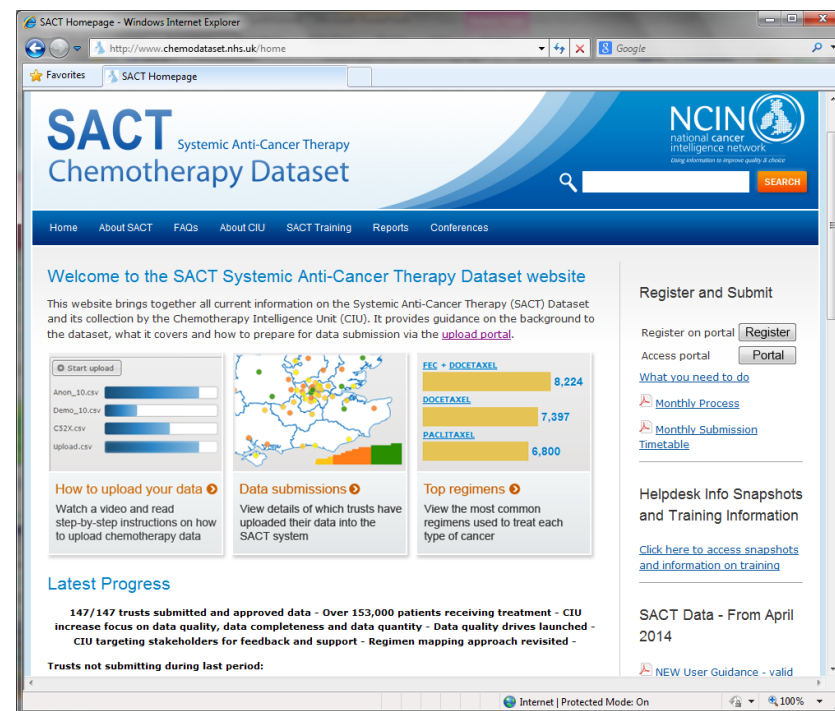 SACT Homepage - Windows Internet Explorer
http://www.chemodataset.nhs.uk/home
Google
Favorites
SACT Homepage
SACT Systemic Anti-Cancer Therapy
Chemotherapy Dataset
NCIN
national cancer
intelligence network
Using information to improve quality & choice
SEARCH
Home About SACT FAQs About CIU SACT Training Reports Conferences
Welcome to the SACT Systemic Anti-Cancer Therapy Dataset website
This website brings together all current information on the Systemic Anti-Cancer Therapy (SACT) Dataset
and its collection by the Chemotherapy Intelligence Unit (CIU). It provides guidance on the background to
the dataset, what it covers and how to prepare for data submission via the upload portal.
Start upload
Anon_10.csv
Demo_10.csv
CS2X.csv
Upload.csv
How to upload your data
Watch a video and read
step-by-step instructions on how
to upload chemotherapy data
Data submissions
View details of which trusts have
uploaded their data into the
SACT system
FEC + DOCETAXEL
8,224
DOCETAXEL
7,397
PACLITAXEL
6,800
Top regimens
View the most common
regimens used to treat each
type of cancer
Latest Progress
147/147 trusts submitted and approved data - Over 153,000 patients receiving treatment - CIU
increase focus on data quality, data completeness and data quantity - Data quality drives launched -
CIU targeting stakeholders for feedback and support - Regimen mapping approach revisited -
Trusts not submitting during last period:
Register and Submit
Register on portal Register
Access portal Portal
What you need to do
Monthly Process
Monthly Submission
Timetable
Helpdesk Info Snapshots
and Training Information
Click here to access snapshots
and information on training
SACT Data - From April
2014
NEW User Guidance - valid
Internet | Protected Mode: On
100%